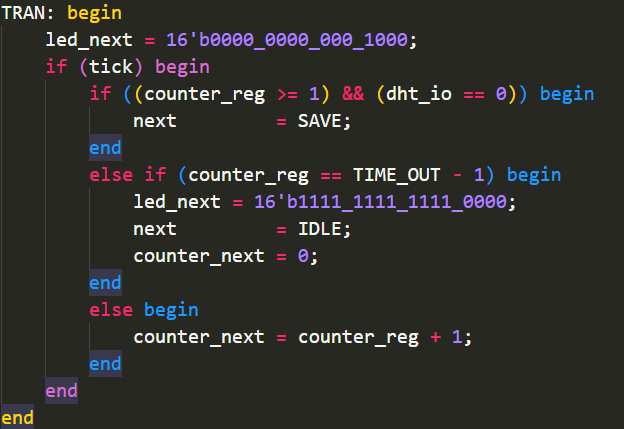 TRAN: begin
    led_next = 16'b0000_0000_000_1000;
    if (tick) begin
        if ((counter_reg >= 1) && (dht_io == 0)) begin
            next         = SAVE;
        end
        else if (counter_reg == TIME_OUT - 1) begin
            led_next = 16'b1111_1111_1111_0000;
            next         = IDLE;
            counter_next = 0;
        end
        else begin
            counter_next = counter_reg + 1;
        end
    end
end